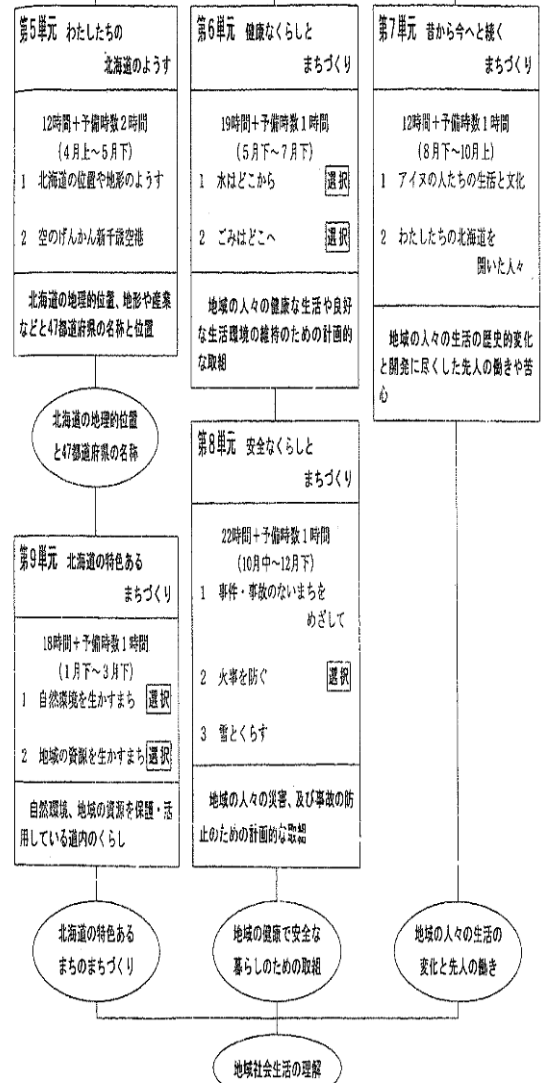 第5単元 わたしたちの
北海道のようす
12時間＋予備時数2時間
（4月上～5月下）
1 北海道の位置や地形のようす
2 空のげんかん新千歳空港
北海道の地理的位置、地形や産業
などと47都道府県の名称と位置
北海道の地理的位置
と47都道府県の名称
第9単元 北海道の特色ある
まちづくり
18時間＋予備時数1時間
（1月下～3月下）
1 自然環境を生かすまち 選択
2 地域の資源を生かすまち 選択
自然環境、地域の資源を保護・活
用している道内のくらし
北海道の特色ある
まちのまちづくり
第6単元 健康なくらしと
まちづくり
19時間＋予備時数1時間
（5月下～7月下）
1 水はどこから 選択
2 ごみはどこへ 選択
地域の人々の健康な生活や良好
な生活環境の維持のための計画的
な取組
第8単元 安全なくらしと
まちづくり
22時間＋予備時数1時間
（10月中～12月下）
1 事件・事故のないまちを
めざして
2 火事を防ぐ 選択
3 雪とくらす
地域の人々の災害、及び事故の防
止のための計画的な取組
地域の健康で安全な
暮らしのための取組
第7単元 昔から今へと続く
まちづくり
12時間＋予備時数1時間
（8月下～10月上）
1 アイヌの人たちの生活と文化
2 わたしたちの北海道を
開いた人々
地域の人々の生活の歴史的変化
と開発に尽くした先人の働きや苦
心
地域の人々の生活の
変化と先人の働き
地域社会生活の理解